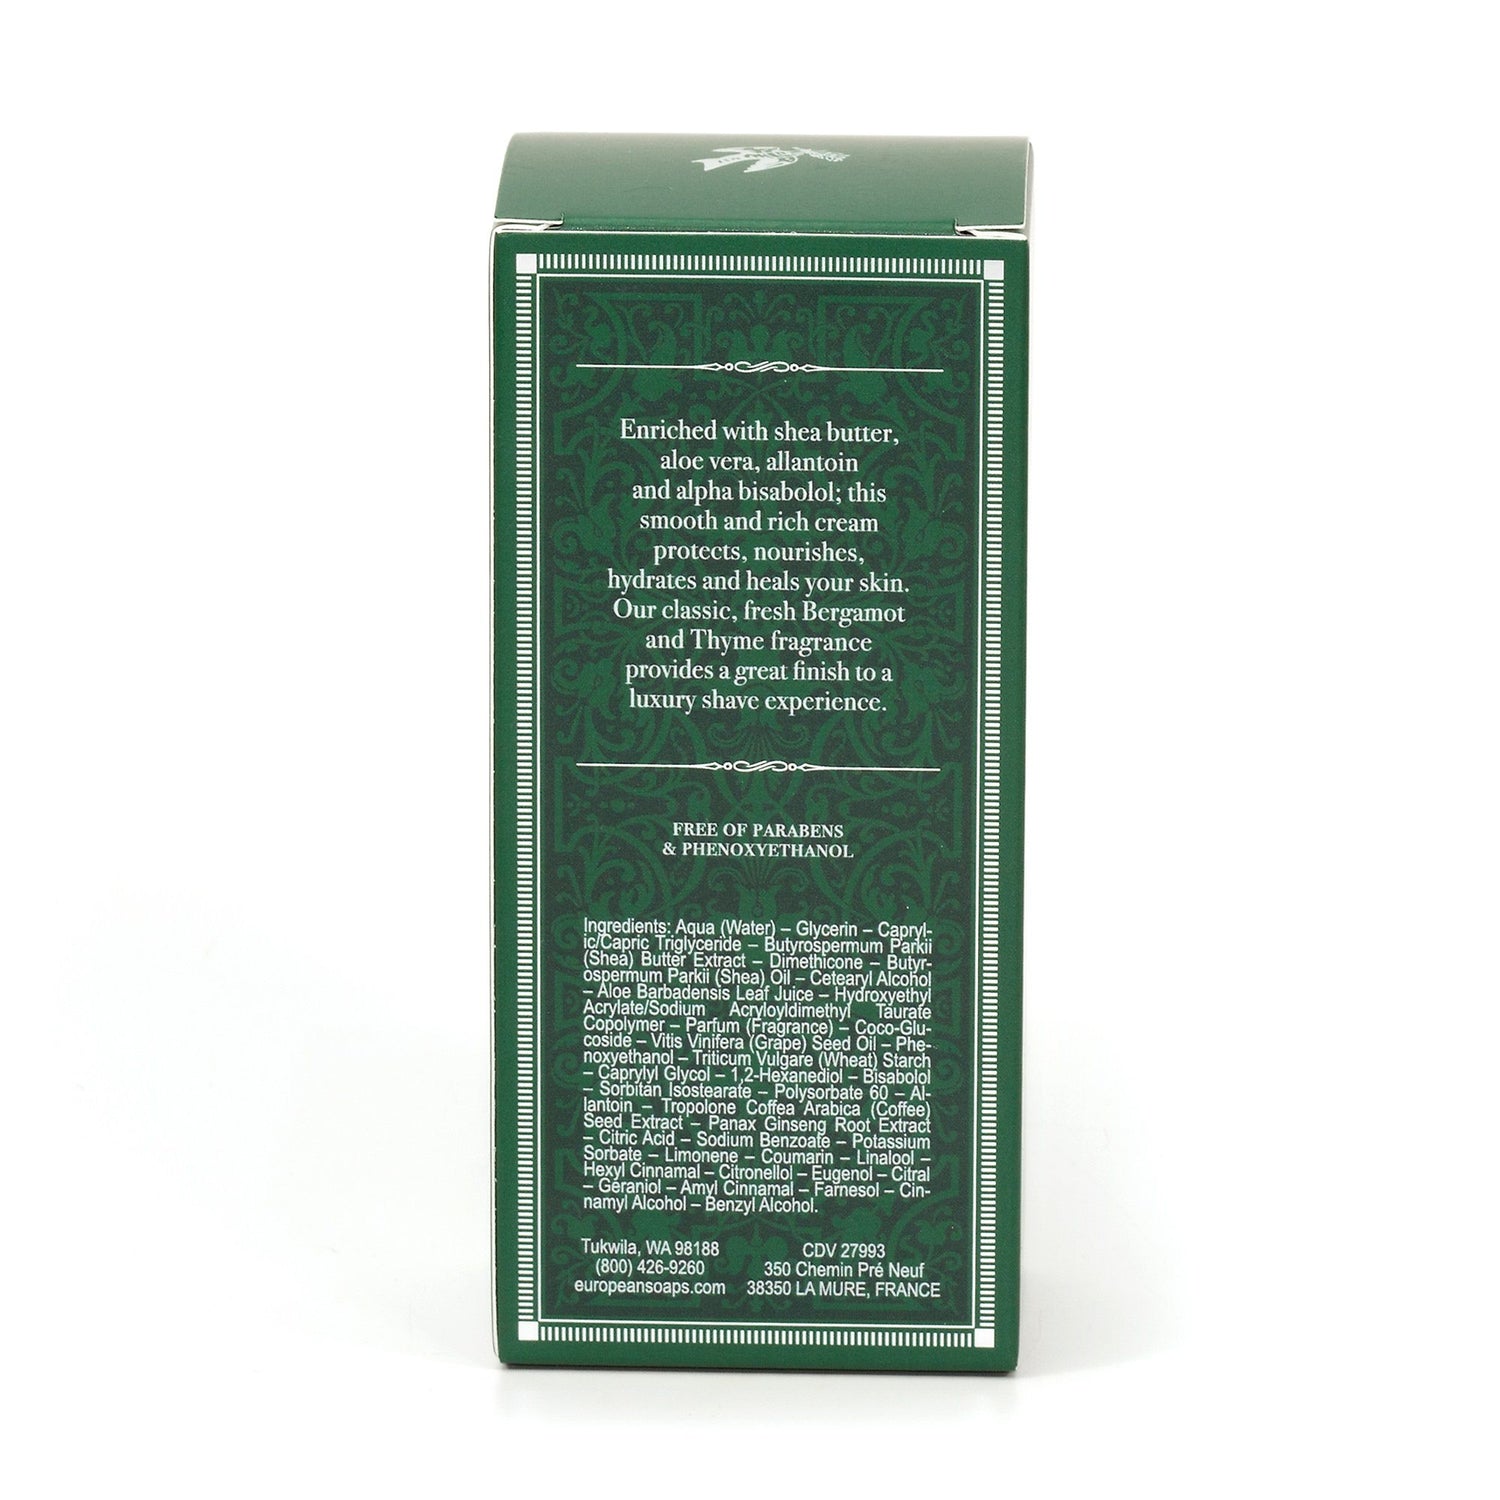 Enriched with shea butter,
aloe vera, allantoin
and alpha bisabolol; this
smooth and rich cream
protects, nourishes,
hydrates and heals your skin.
Our classic, fresh Bergamot
and Thyme fragrance
provides a great finish to a
luxury shave experience.
FREE OF PARABENS
& PHENOXYETHANOL
Ingredients: Aqua (Water) – Glycerin – Capryl-
ic/Capric Triglyceride – Butyrospermum Parkii
(Shea) Butter Extract – Dimethicone – Butyr-
ospermum Parkii (Shea) Oil – Cetearyl Alcohol
– Aloe Barbadensis Leaf Juice – Hydroxyethyl
Acrylate/Sodium Acryloyldimethyl Taurate
Copolymer – Parfum (Fragrance) – Coco-Glu-
coside – Vitis Vinifera (Grape) Seed Oil – Phe-
noxyethanol – Triticum Vulgare (Wheat) Starch
– Caprylyl Glycol – 1,2-Hexanediol – Bisabolol
– Sorbitan Isostearate – Polysorbate 60 – Al-
lantoin – Tropolone Coffea Arabica (Coffee)
Seed Extract – Panax Ginseng Root Extract
– Citric Acid – Sodium Benzoate – Potassium
Sorbate – Limonene – Coumarin – Linalool –
Hexyl Cinnamal – Citronellol – Eugenol – Citral
– Geraniol – Amyl Cinnamal – Farnesol – Cin-
namyl Alcohol – Benzyl Alcohol.
Tukwila, WA 98188
(800) 426-9260
europeansoaps.com
CDV 27993
350 Chemin Pré Neuf
38350 LA MURE, FRANCE